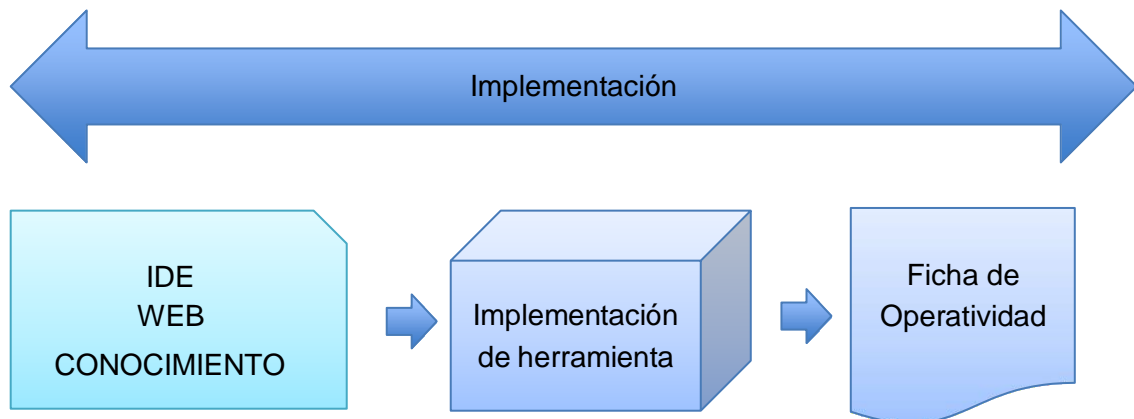 Implementación
IDE
WEB
CONOCIMIENTO
Implementación
de herramienta
Ficha de
Operatividad